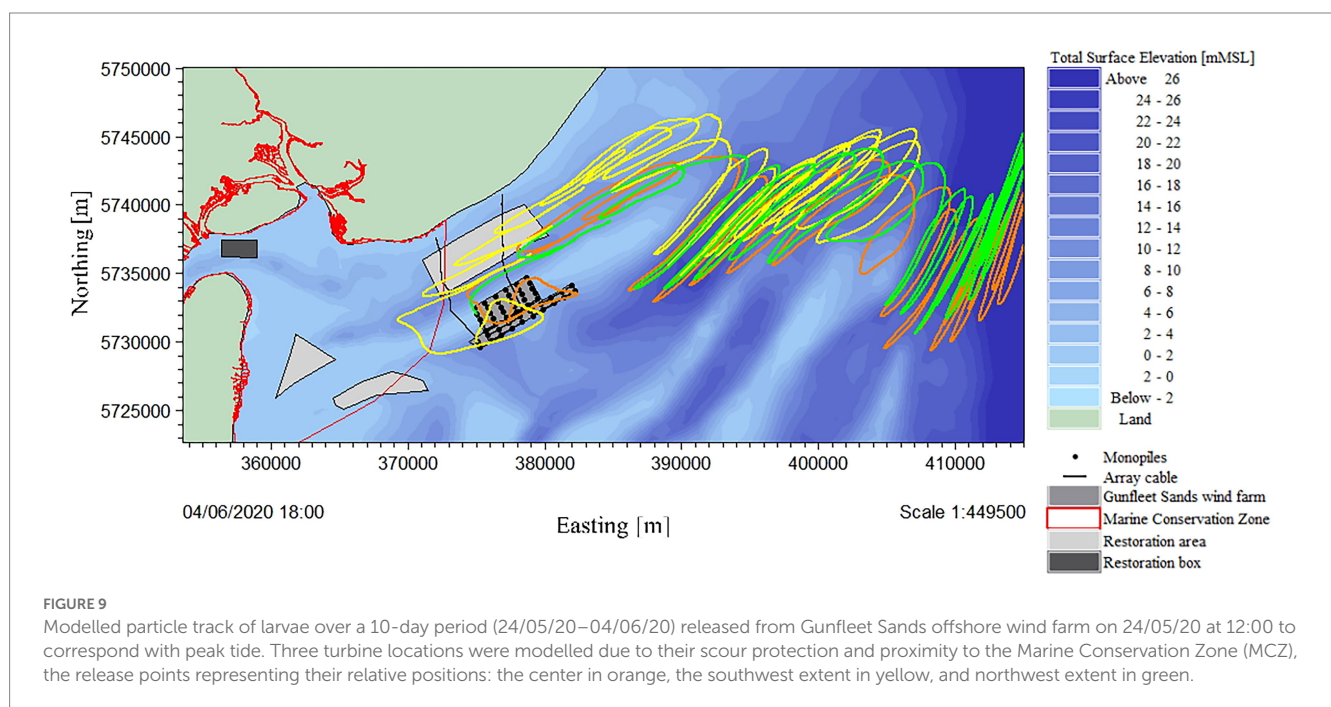 5750000
5745000
5740000
5735000
5730000
5725000
Northing [m]
360000 370000 380000 390000 400000 410000
04/06/2020 18:00
Easting [m]
Scale 1:449500
Total Surface Elevation [mMSL]
Above 26
24 - 26
22 - 24
20 - 22
18 - 20
16 - 18
14 - 16
12 - 14
10 - 12
8 - 10
6 - 8
4 - 6
2 - 4
0 - 2
2 - 0
Below - 2
Land
Monopiles
Array cable
Gunfleet Sands wind farm
Marine Conservation Zone
Restoration area
Restoration box
FIGURE 9
Modelled particle track of larvae over a 10-day period (24/05/20–04/06/20) released from Gunfleet Sands offshore wind farm on 24/05/20 at 12:00 to
correspond with peak tide. Three turbine locations were modelled due to their scour protection and proximity to the Marine Conservation Zone (MCZ),
the release points representing their relative positions: the center in orange, the southwest extent in yellow, and northwest extent in green.